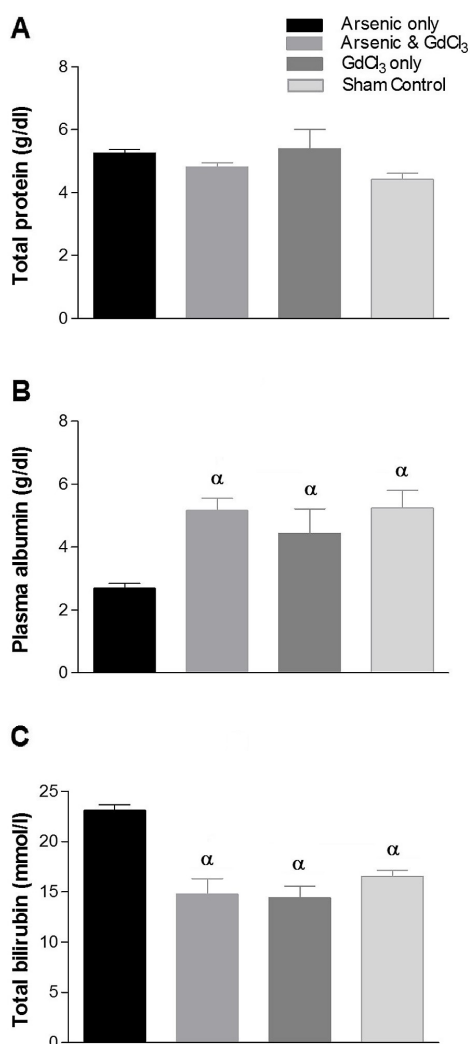 A
Arsenic only
Arsenic & GdCl₃
GdCl₃ only
Sham Control
Total protein (g/dl)
8
6
4
2
0
B
Plasma albumin (g/dl)
8
6
4
2
0
α
α
α
C
Total bilirubin (mmol/l)
25
20
15
10
5
0
α
α
α